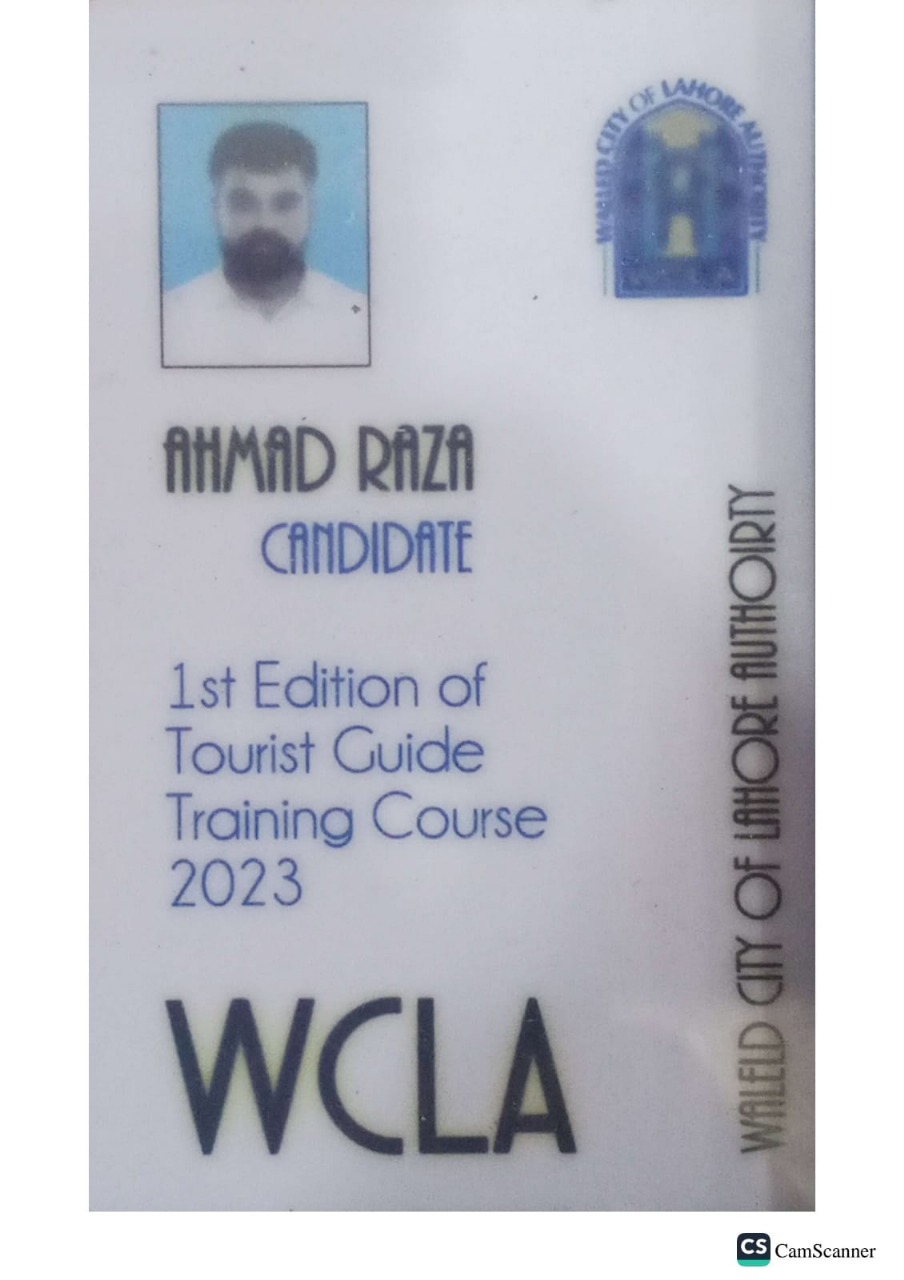 WALLED CITY OF LAHORE AUTHORITY
WCLA
AHMAD RAZA
CANDIDATE
1st Edition of
Tourist Guide
Training Course
2023
WCLA
WALELD CITY OF LAHORE AUTHOIRTY
CS CamScanner